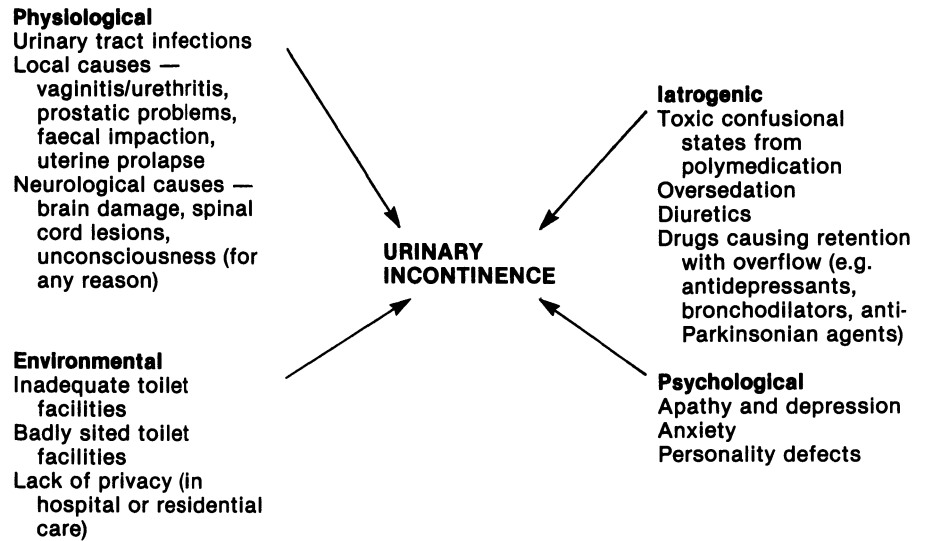 Physiological
Urinary tract infections
Local causes —
vaginitis/urethritis,
prostatic problems,
faecal impaction,
uterine prolapse
Neurological causes —
brain damage, spinal
cord lesions,
unconsciousness (for
any reason)
Environmental
Inadequate toilet
facilities
Badly sited toilet
facilities
Lack of privacy (in
hospital or residential
care)
URINARY
INCONTINENCE
Iatrogenic
Toxic confusional
states from
polymedication
Oversedation
Diuretics
Drugs causing retention
with overflow (e.g.
antidepressants,
bronchodilators, anti-
Parkinsonian agents)
Psychological
Apathy and depression
Anxiety
Personality defects